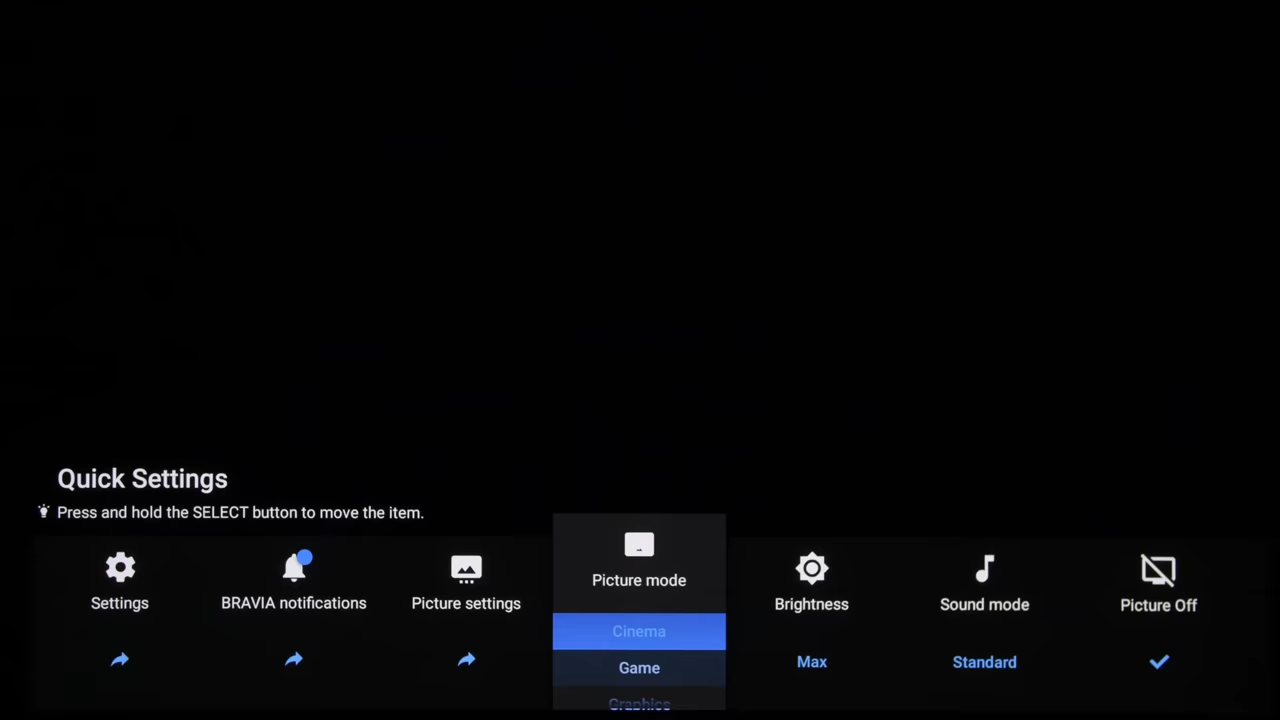 Quick Settings
Press and hold the SELECT button to move the item.
Settings
BRAVIA notifications
Picture settings
Picture mode
Cinema
Game
Graphics
Brightness
Max
Sound mode
Standard
Picture Off